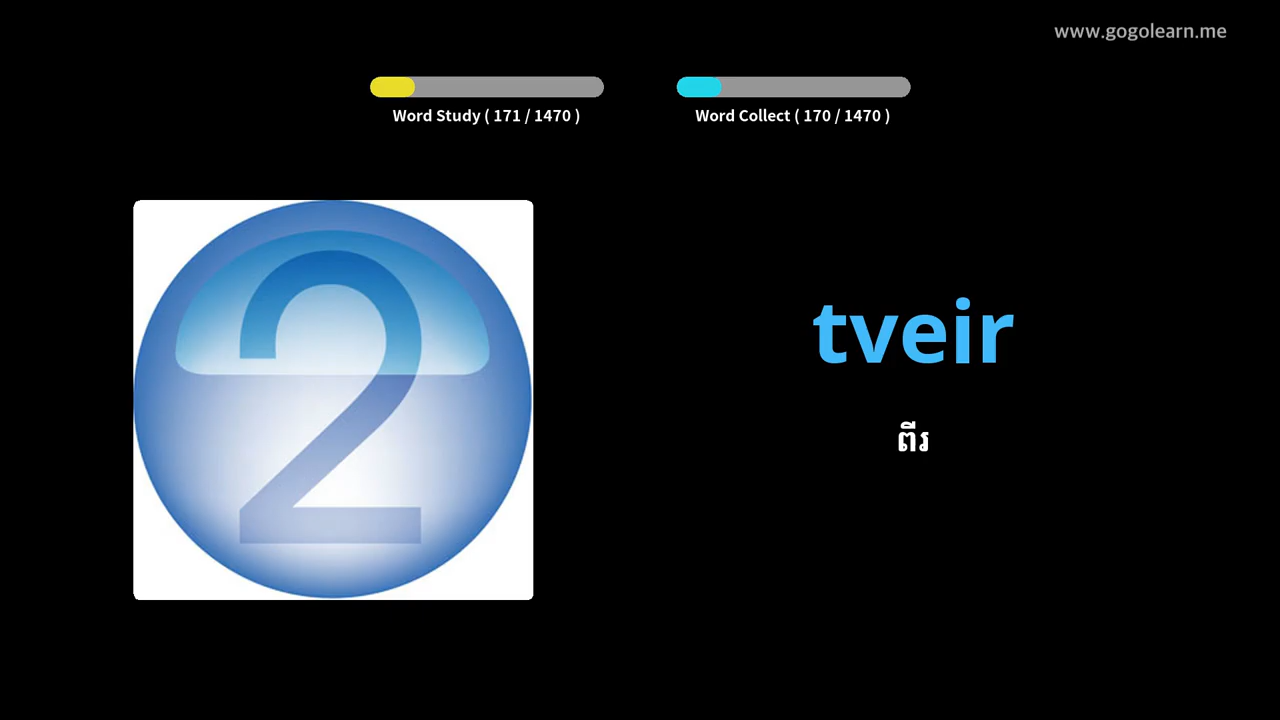 www.gogolearn.me
Word Study ( 171 / 1470 )
Word Collect ( 170 / 1470 )
2
tveir
ពីរ